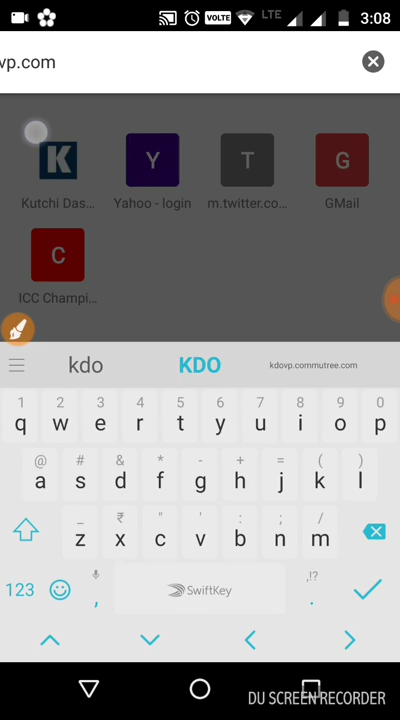 VOLTE LTE 3:08
vp.com
K Y T G
Kutchi Das... Yahoo - login m.twitter.co... GMail
C
ICC Champi...
kdo KDO kdovp.commutree.com
1 2 3 4 5 6 7 8 9 0
q w e r t y u i o p
@ # & * - + = ( )
a s d f g h j k l
_ ₹ " ' : ; /
z x c v b n m
,!?
123 , SwiftKey .
DU SCREEN RECORDER